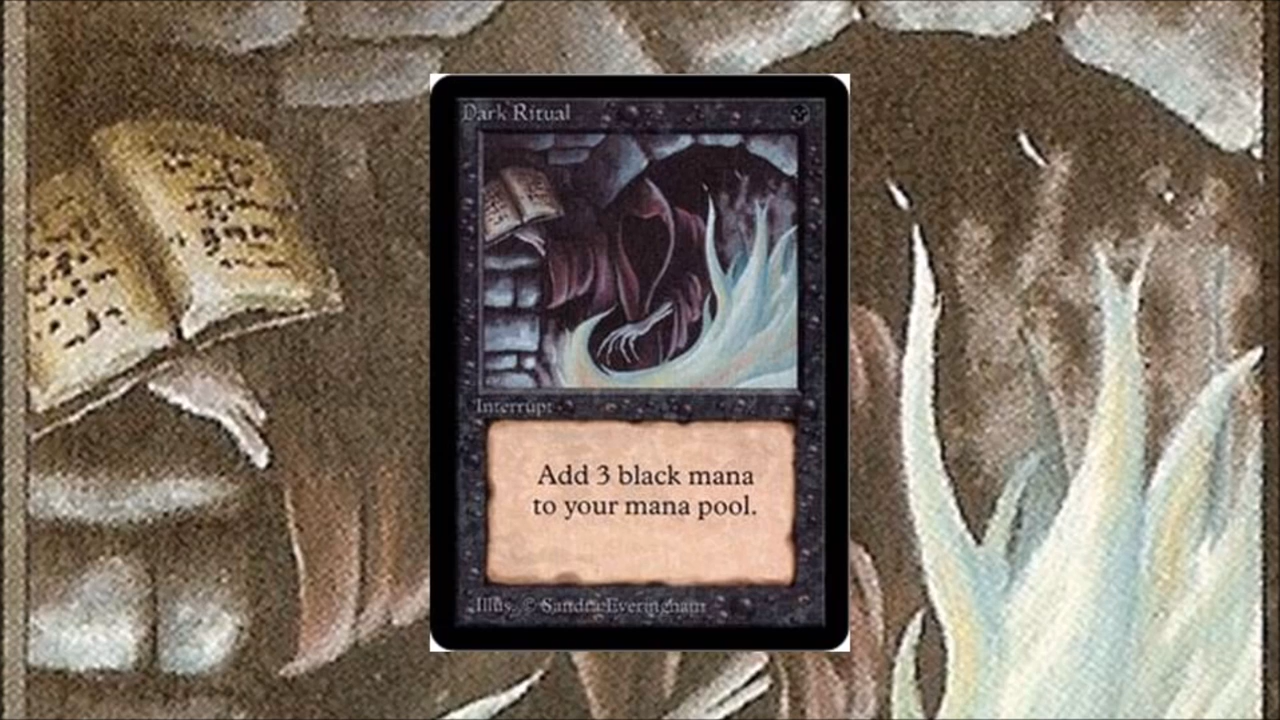 Dark Ritual
Interrupt
Add 3 black mana
to your mana pool.
Illus. © Sandra Everingham